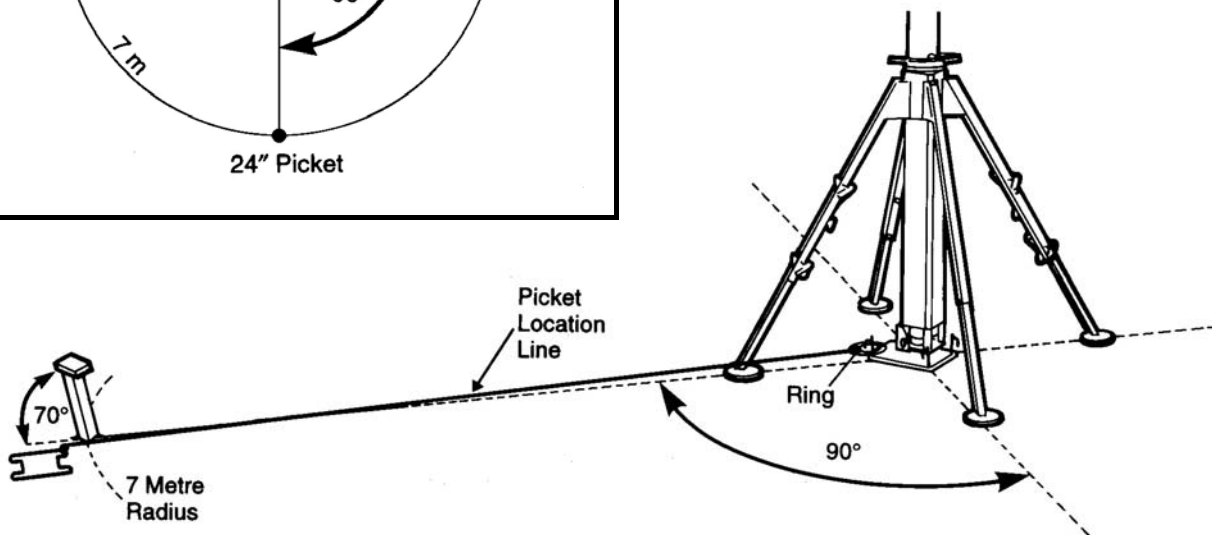 7 m
24″ Picket
Picket
Location
Line
Ring
70°
90°
7 Metre
Radius